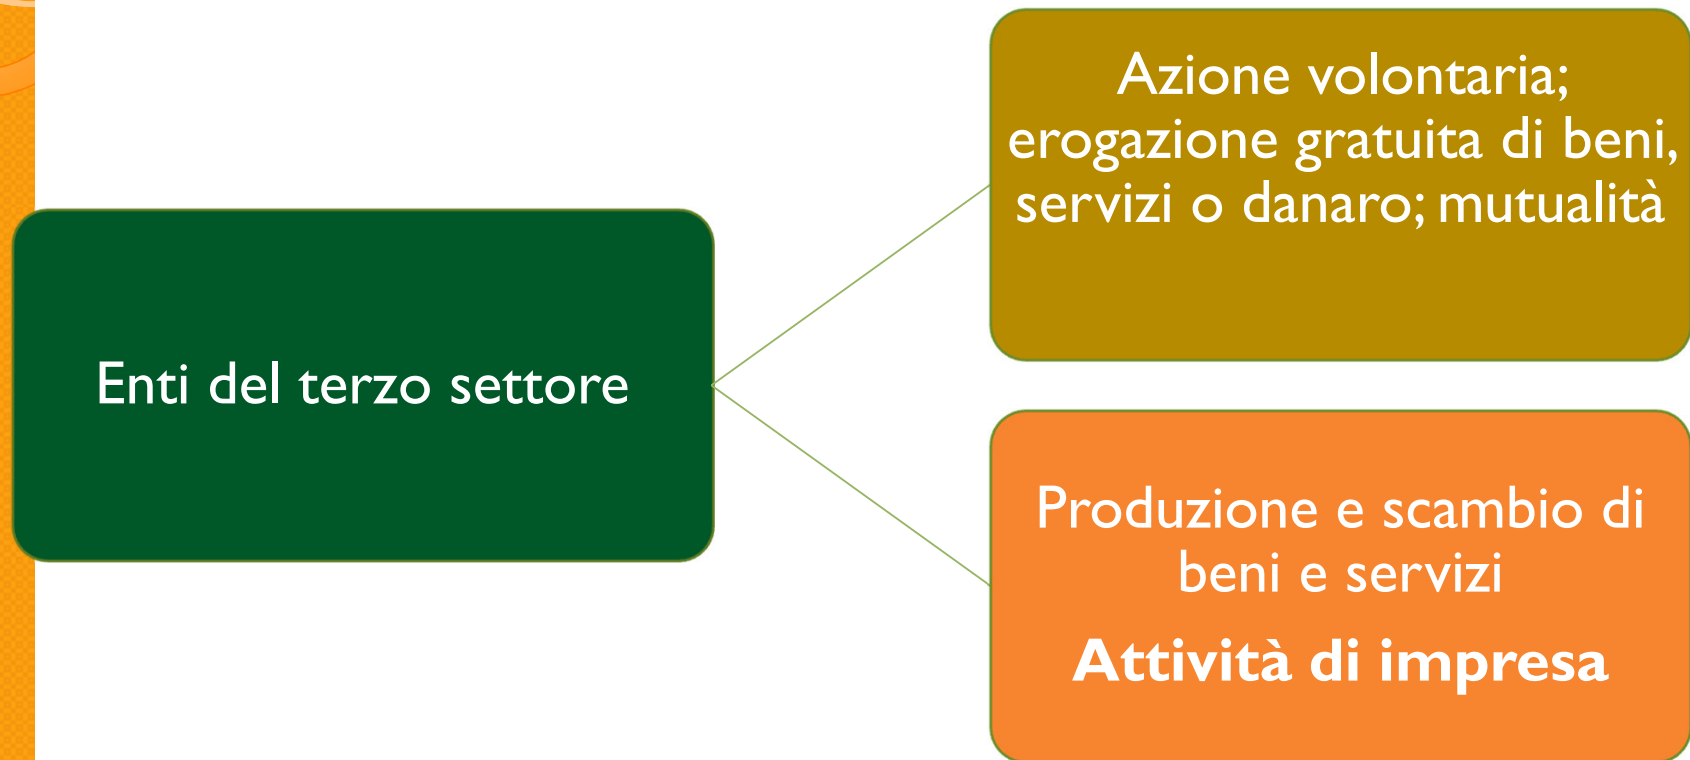 Azione volontaria;
erogazione gratuita di beni,
servizi o danaro; mutualità
Enti del terzo settore
Produzione e scambio di
beni e servizi
Attività di impresa